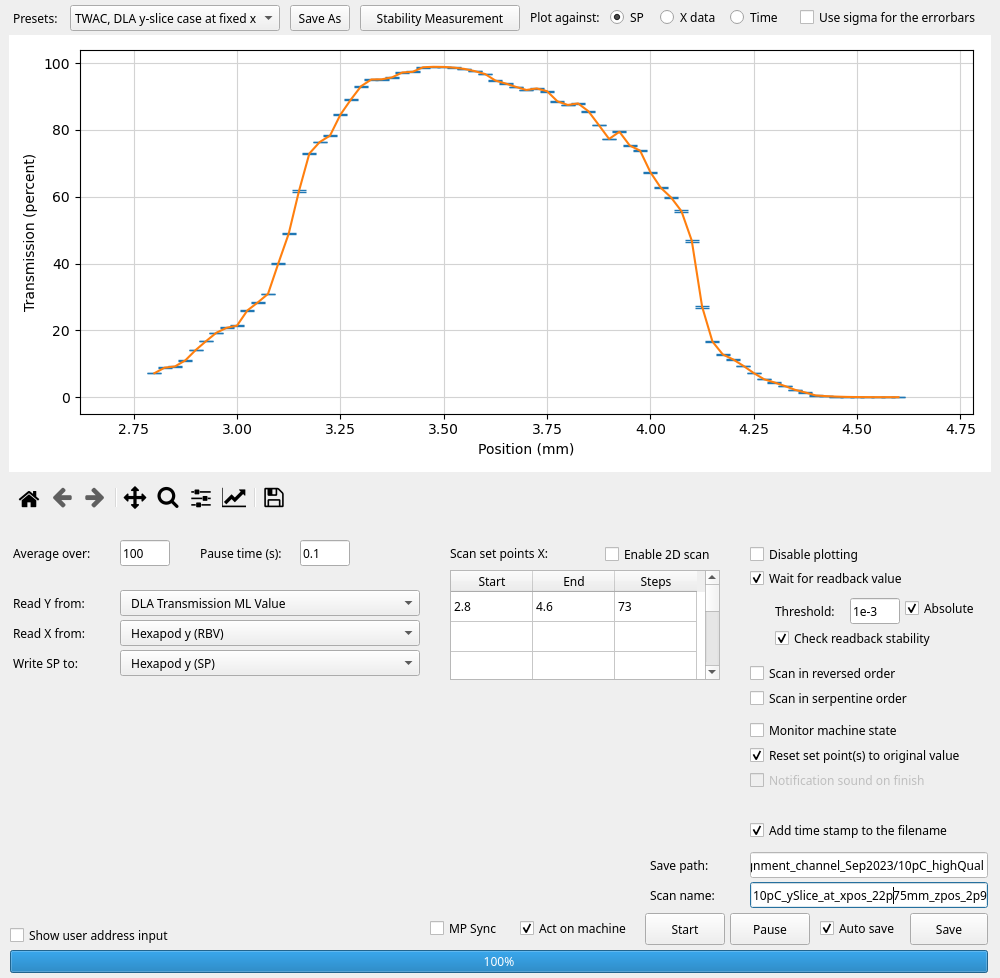 Presets: TWAC, DLA y-slice case at fixed x Save As Stability Measurement Plot against: SP X data Time Use sigma for the errorbars
100
80
60
40
20
0
Transmission (percent)
2.75 3.00 3.25 3.50 3.75 4.00 4.25 4.50 4.75
Position (mm)
Average over: 100 Pause time (s): 0.1
Read Y from: DLA Transmission ML Value
Read X from: Hexapod y (RBV)
Write SP to: Hexapod y (SP)
Scan set points X: Enable 2D scan
Start End Steps
2.8 4.6 73
Disable plotting
Wait for readback value
Threshold: 1e-3 Absolute
Check readback stability
Scan in reversed order
Scan in serpentine order
Monitor machine state
Reset set point(s) to original value
Notification sound on finish
Add time stamp to the filename
Save path: gnment_channel_Sep2023/10pC_highQual
Scan name: 10pC_ySlice_at_xpos_22p75mm_zpos_2p9
Show user address input MP Sync Act on machine Start Pause Auto save Save
100%